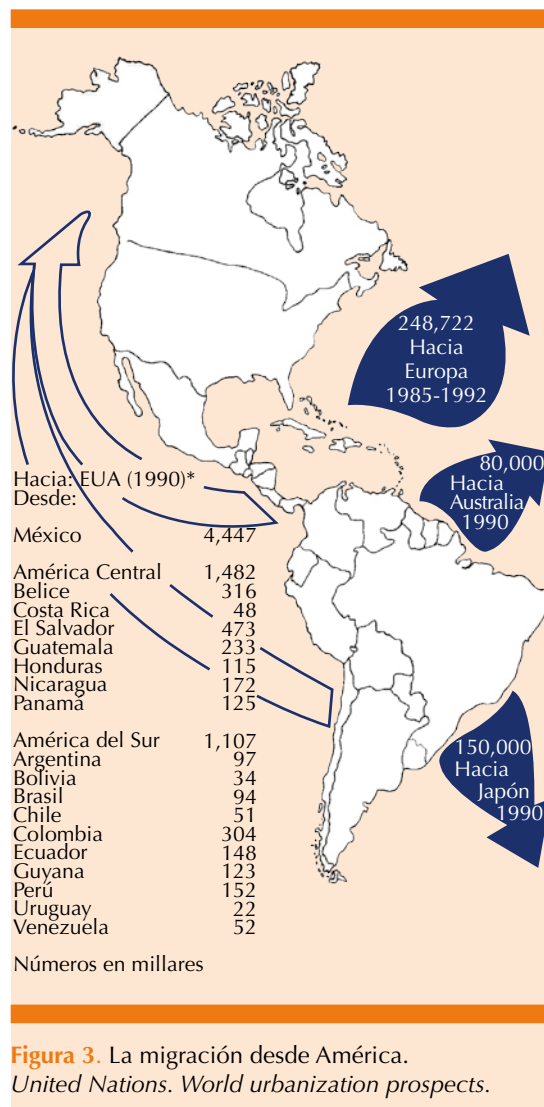 248,722
Hacia
Europa
1985-1992
80,000
Hacia
Australia
1990
Hacia: EUA (1990)*
Desde:
México 4,447
América Central 1,482
Belice 316
Costa Rica 48
El Salvador 473
Guatemala 233
Honduras 115
Nicaragua 172
Panamá 125
América del Sur 1,107
Argentina 97
Bolivia 34
Brasil 94
Chile 51
Colombia 304
Ecuador 148
Guyana 123
Perú 152
Uruguay 22
Venezuela 52
150,000
Hacia
Japón
1990
Números en millares
Figura 3. La migración desde América.
United Nations. World urbanization prospects.